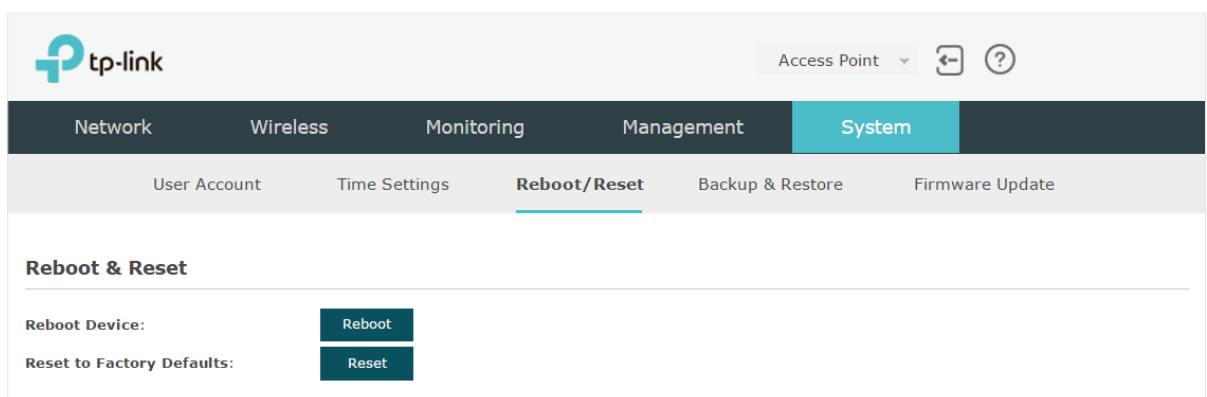 tp-link
Access Point
Network Wireless Monitoring Management System
User Account Time Settings Reboot/Reset Backup & Restore Firmware Update
Reboot & Reset
Reboot Device: Reboot
Reset to Factory Defaults: Reset